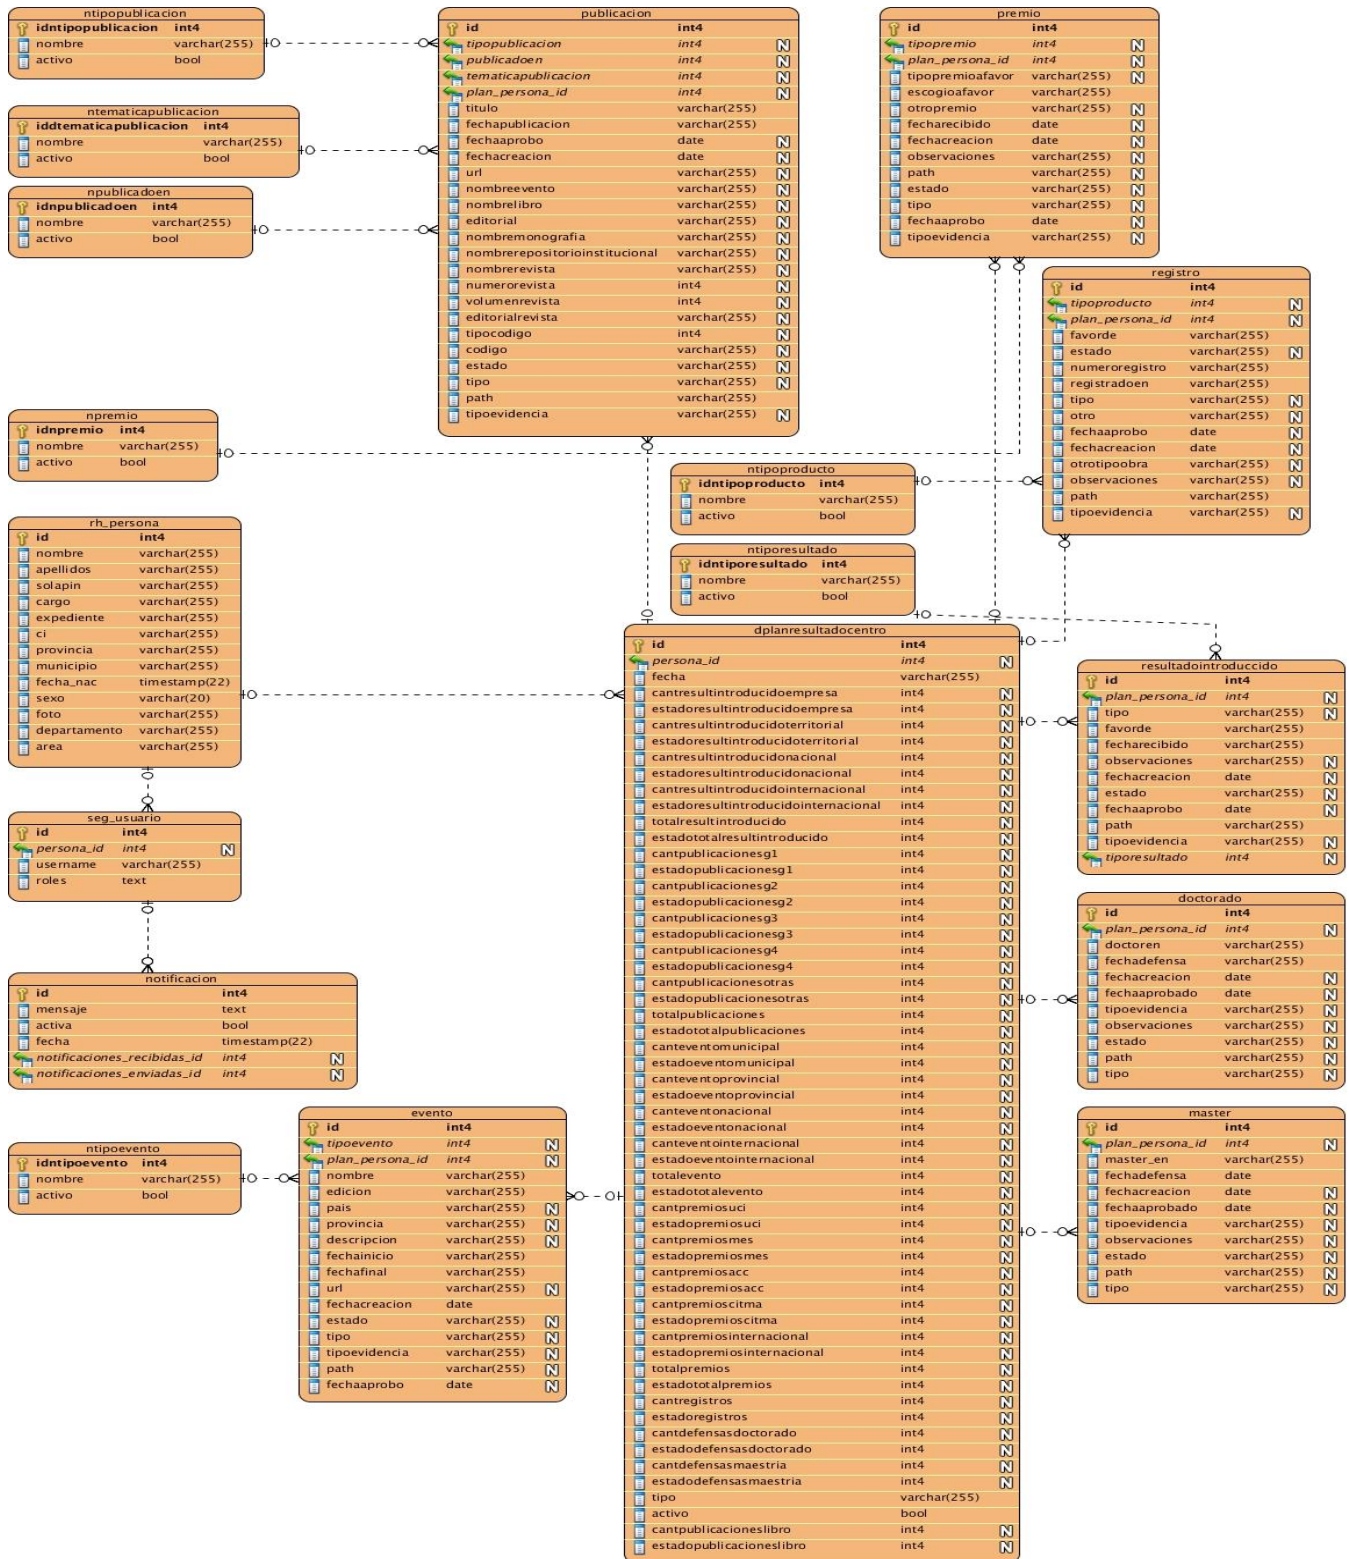 ntipopublicacion
idntipopublicacion int4
nombre varchar(255)
activo bool
ntematicapublicacion
iddtematicapublicacion int4
nombre varchar(255)
activo bool
npublicadoen
idnpublicadoen int4
nombre varchar(255)
activo bool
publicacion
id int4
tipopublicacion int4 N
publicadoen int4 N
tematicapublicacion int4 N
plan_persona_id int4 N
titulo varchar(255)
fechapublicacion varchar(255)
fechaaprobo date N
fechacreacion date N
url varchar(255) N
nombreevento varchar(255) N
nombrelibro varchar(255) N
editorial varchar(255) N
nombremonografia varchar(255) N
nombrerepositorioinstitucional varchar(255) N
nombrerevista varchar(255) N
numerorevista int4 N
volumenrevista int4 N
editorialrevista varchar(255) N
tipocodigo int4 N
codigo varchar(255) N
estado varchar(255) N
tipo varchar(255) N
path varchar(255)
tipoevidencia varchar(255) N
premio
id int4
tipopremio int4 N
plan_persona_id int4 N
tipopremioafavor varchar(255) N
escogioafavor varchar(255)
otropremio varchar(255) N
fecharecibido date N
fechacreacion date N
observaciones varchar(255) N
path varchar(255) N
estado varchar(255) N
tipo varchar(255) N
fechaaprobo date N
tipoevidencia varchar(255) N
registro
id int4
tipoproducto int4 N
plan_persona_id int4 N
favorde varchar(255)
estado varchar(255) N
numeroregistro varchar(255)
registradoen varchar(255)
tipo varchar(255) N
otro varchar(255) N
fechaaprobo date N
fechacreacion date N
otrotipoobra varchar(255) N
observaciones varchar(255) N
path varchar(255)
tipoevidencia varchar(255) N
npremio
idnpremio int4
nombre varchar(255)
activo bool
ntipoproducto
idntipoproducto int4
nombre varchar(255)
activo bool
ntiporesultado
idntiporesultado int4
nombre varchar(255)
activo bool
rh_persona
id int4
nombre varchar(255)
apellidos varchar(255)
solapin varchar(255)
cargo varchar(255)
expediente varchar(255)
ci varchar(255)
provincia varchar(255)
municipio varchar(255)
fecha_nac timestamp(22)
sexo varchar(20)
foto varchar(255)
departamento varchar(255)
area varchar(255)
seg_usuario
id int4
persona_id int4 N
username varchar(255)
roles text
notificacion
id int4
mensaje text
activa bool
fecha timestamp(22)
notificaciones_recibidas_id int4 N
notificaciones_enviadas_id int4 N
ntipoevento
idntipoevento int4
nombre varchar(255)
activo bool
evento
id int4
tipoevento int4 N
plan_persona_id int4 N
nombre varchar(255)
edicion varchar(255)
pais varchar(255) N
provincia varchar(255) N
descripcion varchar(255) N
fechainicio varchar(255)
fechafinal varchar(255)
url varchar(255) N
fechacreacion date
estado varchar(255) N
tipo varchar(255) N
tipoevidencia varchar(255) N
path varchar(255) N
fechaaprobo date N
dplanresultadocentro
id int4
persona_id int4 N
fecha varchar(255)
cantresultintroducidoempresa int4 N
estadoresultintroducidoempresa int4 N
cantresultintroducidoterritorial int4 N
estadoresultintroducidoterritorial int4 N
cantresultintroducidonacional int4 N
estadoresultintroducidonacional int4 N
cantresultintroducidointernacional int4 N
estadoresultintroducidointernacional int4 N
totalresultintroducido int4 N
estadototalresultintroducido int4 N
cantpublicacionesg1 int4 N
estadopublicacionesg1 int4 N
cantpublicacionesg2 int4 N
estadopublicacionesg2 int4 N
cantpublicacionesg3 int4 N
estadopublicacionesg3 int4 N
cantpublicacionesg4 int4 N
estadopublicacionesg4 int4 N
cantpublicacionesotras int4 N
estadopublicacionesotras int4 N
totalpublicaciones int4 N
estadototalpublicaciones int4 N
canteventomunicipal int4 N
estadoeventomunicipal int4 N
canteventoprovincial int4 N
estadoeventoprovincial int4 N
canteventonacional int4 N
estadoeventonacional int4 N
canteventointernacional int4 N
estadoeventointernacional int4 N
totalevento int4 N
estadototalevento int4 N
cantpremiosuci int4 N
estadopremiosuci int4 N
cantpremiosmes int4 N
estadopremiosmes int4 N
cantpremiosacc int4 N
estadopremiosacc int4 N
cantpremioscitma int4 N
estadopremioscitma int4 N
cantpremiosinternacional int4 N
estadopremiosinternacional int4 N
totalpremios int4 N
estadototalpremios int4 N
cantregistros int4 N
estadoregistros int4 N
cantdefensasdoctorado int4 N
estadodefensasdoctorado int4 N
cantdefensasmaestria int4 N
estadodefensasmaestria int4 N
tipo varchar(255)
activo bool
cantpublicacioneslibro int4 N
estadopublicacioneslibro int4 N
resultadointroduccido
id int4
plan_persona_id int4 N
tipo varchar(255) N
favorde varchar(255)
fecharecibido varchar(255)
observaciones varchar(255) N
fechacreacion date N
estado varchar(255) N
fechaaprobo date N
path varchar(255)
tipoevidencia varchar(255) N
tiporesultado int4 N
doctorado
id int4
plan_persona_id int4 N
doctoren varchar(255)
fechadefensa varchar(255)
fechacreacion date N
fechaaprobado date N
tipoevidencia varchar(255) N
observaciones varchar(255) N
estado varchar(255) N
path varchar(255) N
tipo varchar(255) N
master
id int4
plan_persona_id int4 N
master_en varchar(255)
fechadefensa date
fechacreacion date N
fechaaprobado date N
tipoevidencia varchar(255) N
observaciones varchar(255) N
estado varchar(255) N
path varchar(255) N
tipo varchar(255) N